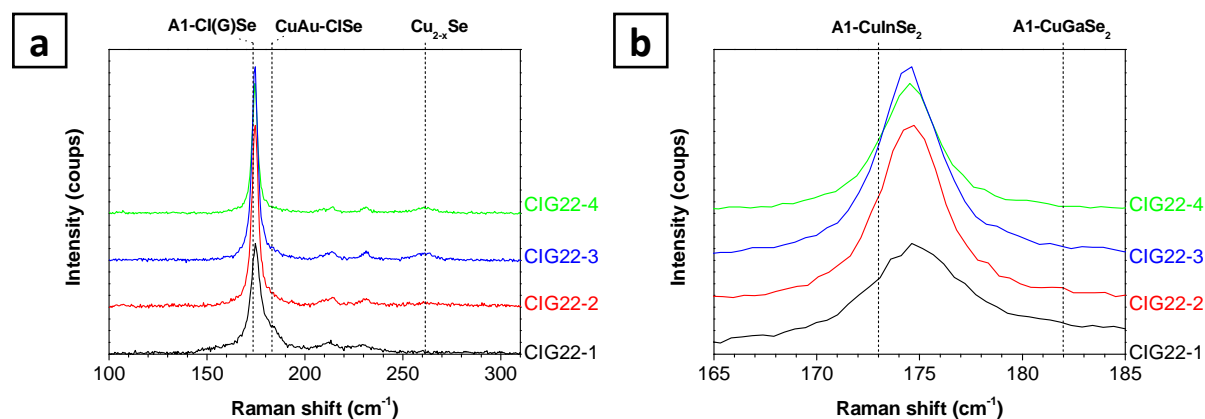 a
A1-CI(G)Se
CuAu-CISe
Cu₂₋ₓSe
Intensity (coups)
CIG22-4
CIG22-3
CIG22-2
CIG22-1
100 150 200 250 300
Raman shift (cm⁻¹)
b
A1-CuInSe₂
A1-CuGaSe₂
Intensity (coups)
CIG22-4
CIG22-3
CIG22-2
CIG22-1
165 170 175 180 185
Raman shift (cm⁻¹)